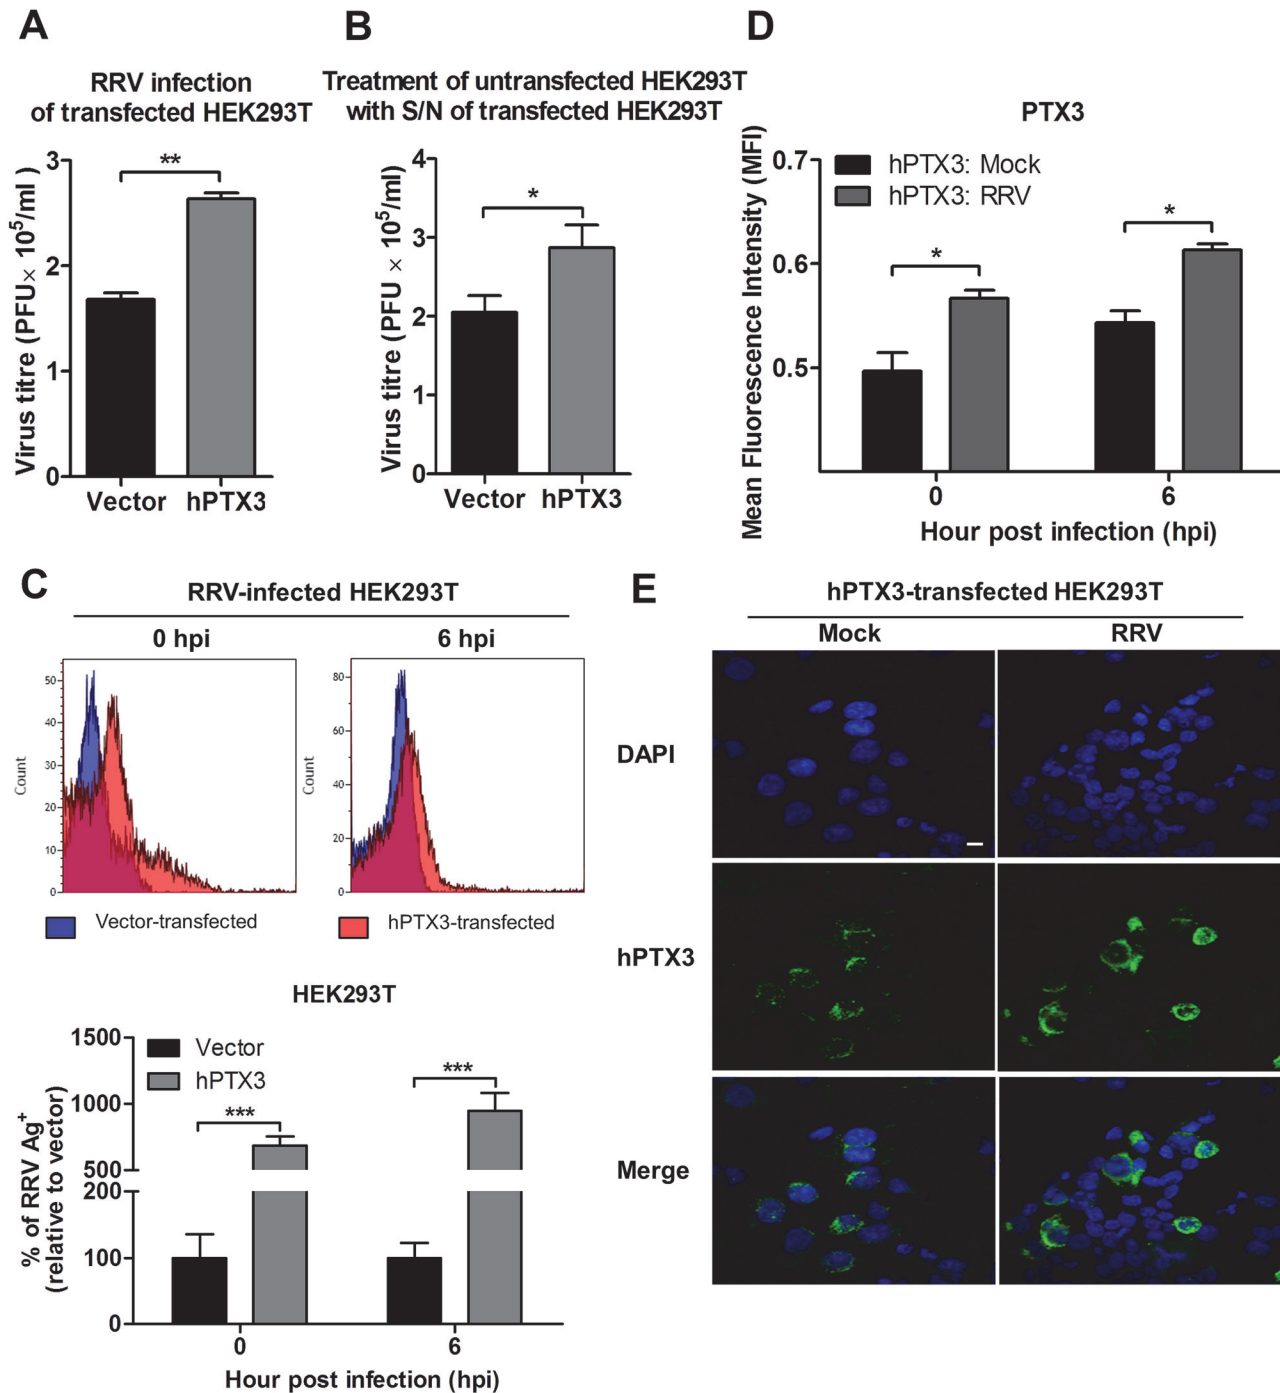 A
RRV infection
of transfected HEK293T
Virus titre (PFU× 10⁵/ml )
3
2
1
0
**
Vector
hPTX3
B
Treatment of untransfected HEK293T
with S/N of transfected HEK293T
Virus titre (PFU × 10⁵/ml)
4
3
2
1
0
*
Vector
hPTX3
D
PTX3
Mean Fluorescence Intensity (MFI)
0.7
0.6
0.5
hPTX3: Mock
hPTX3: RRV
*
*
0
6
Hour post infection (hpi)
C
RRV-infected HEK293T
0 hpi
6 hpi
Count
50
40
30
20
10
0
Count
80
60
40
20
0
Vector-transfected
hPTX3-transfected
HEK293T
% of RRV Ag⁺
(relative to vector)
1500
1000
500
200
100
0
Vector
hPTX3
***
***
0
6
Hour post infection (hpi)
E
hPTX3-transfected HEK293T
Mock
RRV
DAPI
hPTX3
Merge